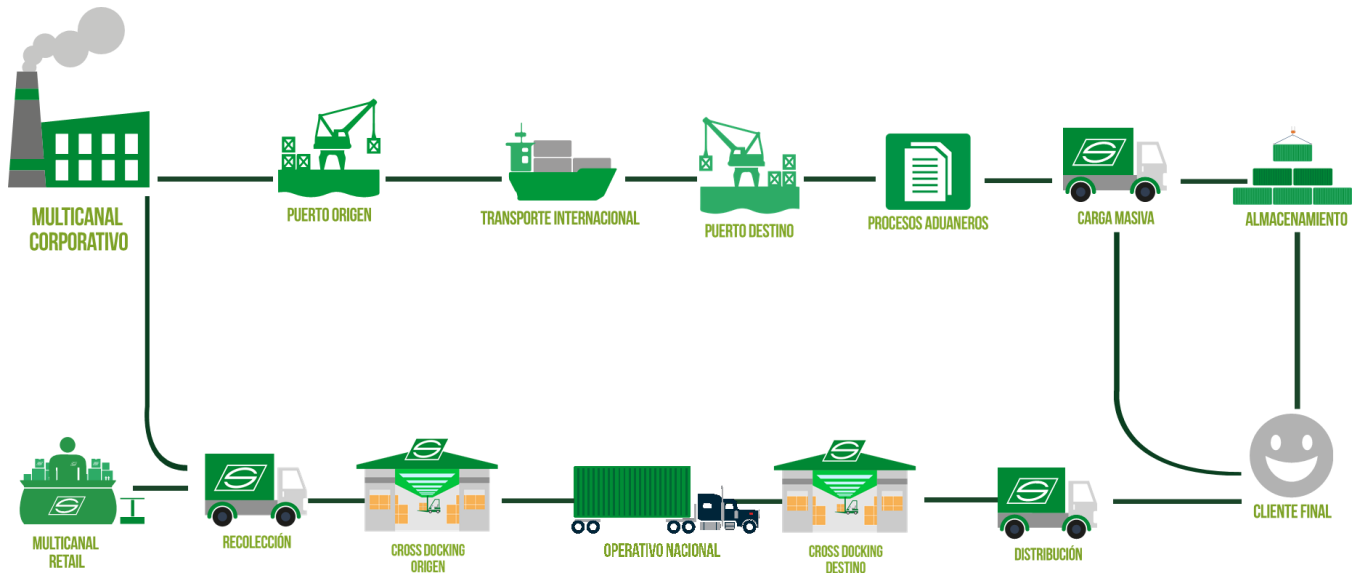 MULTICANAL
CORPORATIVO
PUERTO ORIGEN
TRANSPORTE INTERNACIONAL
PUERTO DESTINO
PROCESOS ADUANEROS
CARGA MASIVA
ALMACENAMIENTO
MULTICANAL
RETAIL
RECOLECCIÓN
CROSS DOCKING
ORIGEN
OPERATIVO NACIONAL
CROSS DOCKING
DESTINO
DISTRIBUCIÓN
CLIENTE FINAL